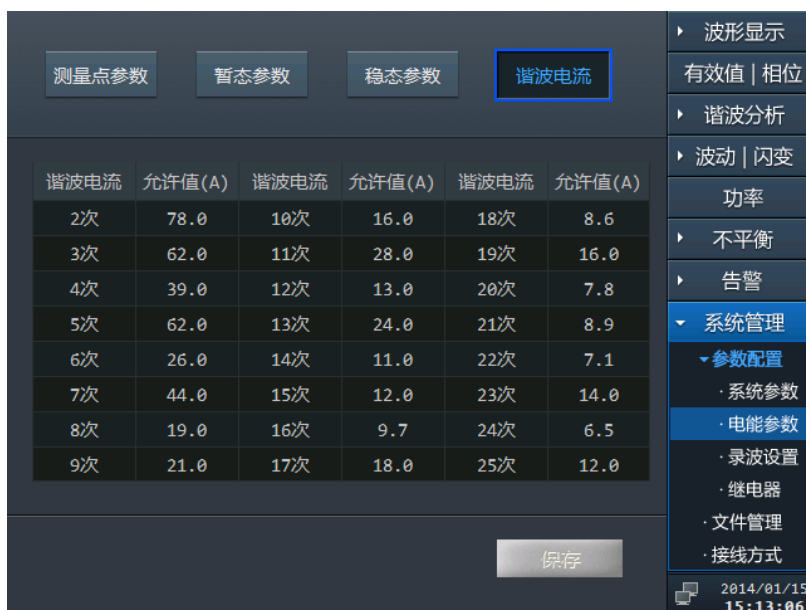 测量点参数 暂态参数 稳态参数 谐波电流
谐波电流 允许值(A) 谐波电流 允许值(A) 谐波电流 允许值(A)
2次 78.0 10次 16.0 18次 8.6
3次 62.0 11次 28.0 19次 16.0
4次 39.0 12次 13.0 20次 7.8
5次 62.0 13次 24.0 21次 8.9
6次 26.0 14次 11.0 22次 7.1
7次 44.0 15次 12.0 23次 14.0
8次 19.0 16次 9.7 24次 6.5
9次 21.0 17次 18.0 25次 12.0
保存
波形显示
有效值|相位
谐波分析
波动|闪变
功率
不平衡
告警
系统管理
参数配置
·系统参数
·电能参数
·录波设置
·继电器
·文件管理
·接线方式
2014/01/15
15:13:06